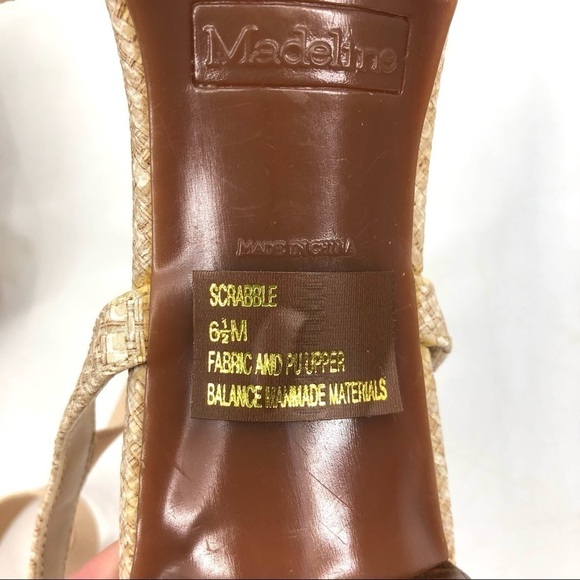 Madeline
MADE IN CHINA
SCRABBLE
6½M
FABRIC AND PU UPPER
BALANCE MANMADE MATERIALS